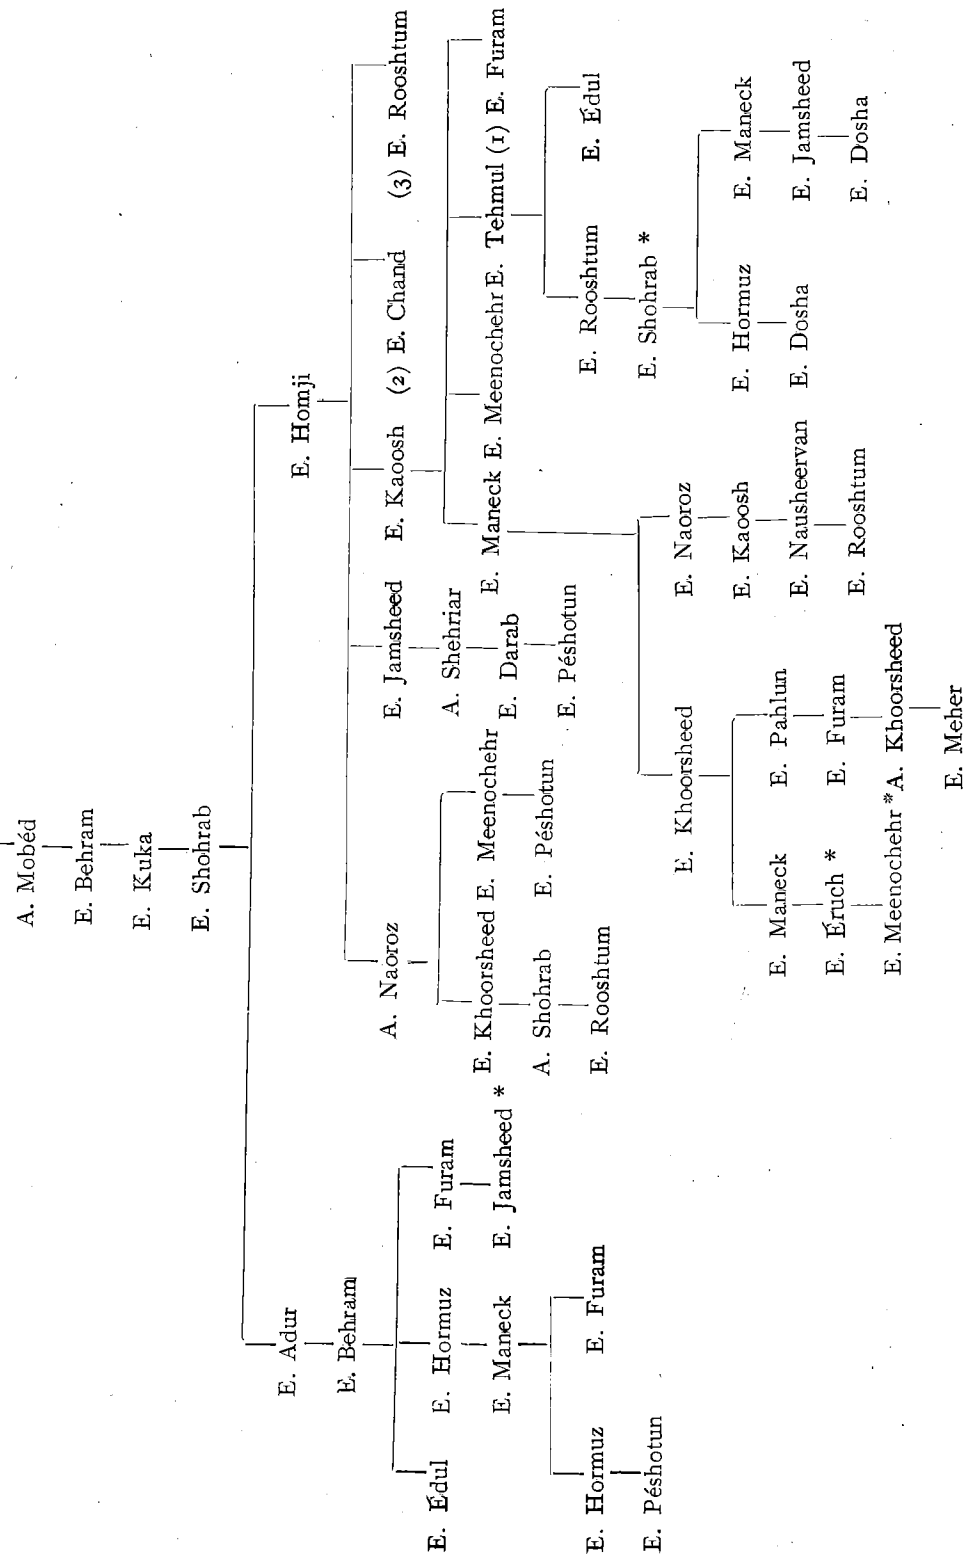 A. Mobéd
E. Behram
E. Kuka
E. Shohrab
E. Adur
E. Homji
E. Behram
A. Naoroz
E. Jamsheed
E. Kaoosh
(2) E. Chand
(3) E. Rooshtum
E. Édul
E. Hormuz
E. Furam
A. Shehriar
E. Maneck
E. Jamsheed *
E. Khoorsheed
E. Meenochehr
E. Darab
E. Maneck
E. Meenochehr
E. Tehmul
(1) E. Furam
A. Shohrab
E. Péshotun
E. Péshotun
E. Hormuz
E. Furam
E. Rooshtum
E. Rooshtum
E. Édul
E. Péshotun
E. Shohrab *
E. Khoorsheed
E. Naoroz
E. Hormuz
E. Maneck
E. Kaoosh
E. Maneck
E. Pahlun
E. Nausheervan
E. Dosha
E. Jamsheed
E. Éruch *
E. Furam
E. Rooshtum
E. Dosha
E. Meenochehr *
A. Khoorsheed
E. Meher